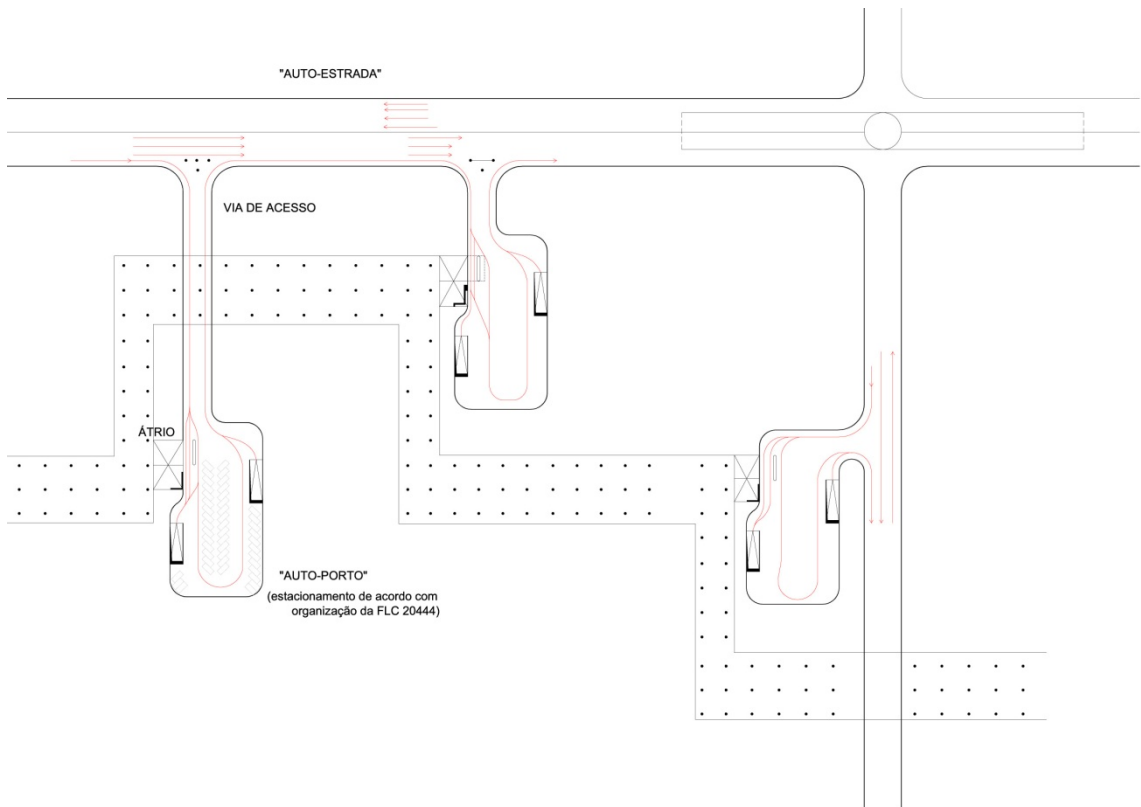 "AUTO-ESTRADA"
VIA DE ACESSO
ÁTRIO
"AUTO-PORTO"
(estacionamento de acordo com
organização da FLC 20444)